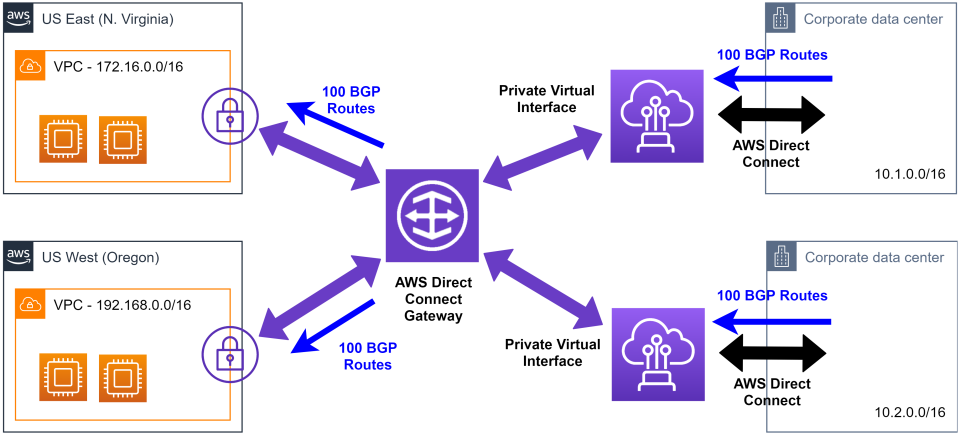 aws
US East (N. Virginia)
VPC - 172.16.0.0/16
100 BGP
Routes
Private Virtual
Interface
Corporate data center
100 BGP Routes
AWS Direct
Connect
10.1.0.0/16
AWS Direct
Connect
Gateway
aws
US West (Oregon)
VPC - 192.168.0.0/16
100 BGP
Routes
Private Virtual
Interface
Corporate data center
100 BGP Routes
AWS Direct
Connect
10.2.0.0/16